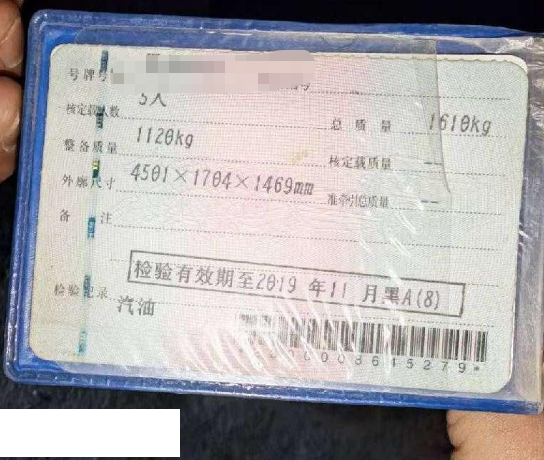 号牌号
核定载人数 5人 总质量 1610kg
整备质量 1120kg 核定载质量 --
外廓尺寸 4501×1704×1469mm 准牵引总质量 --
备注
检验有效期至2019年11月黑A(8)
检验记录
汽油
0003645279*